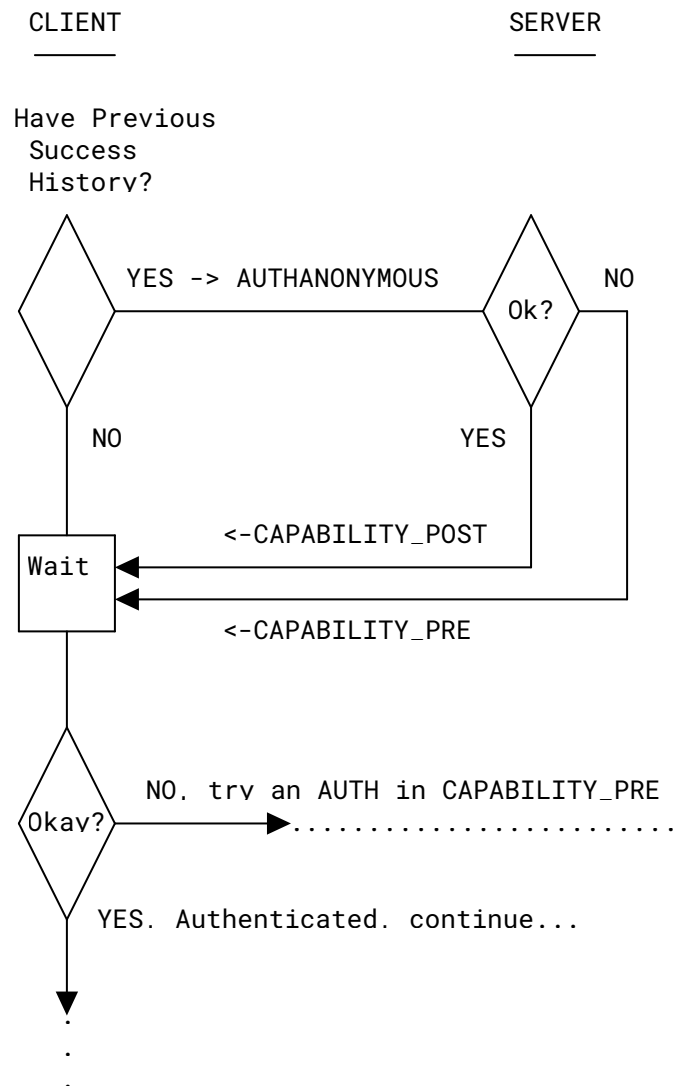 CLIENT SERVER
Have Previous
Success
History?
YES -> AUTHANONYMOUS NO
Ok?
NO YES
<-CAPABILITY_POST
Wait
<-CAPABILITY_PRE
NO, try an AUTH in CAPABILITY_PRE
Okay? .........................
YES. Authenticated. continue...
.
.
.